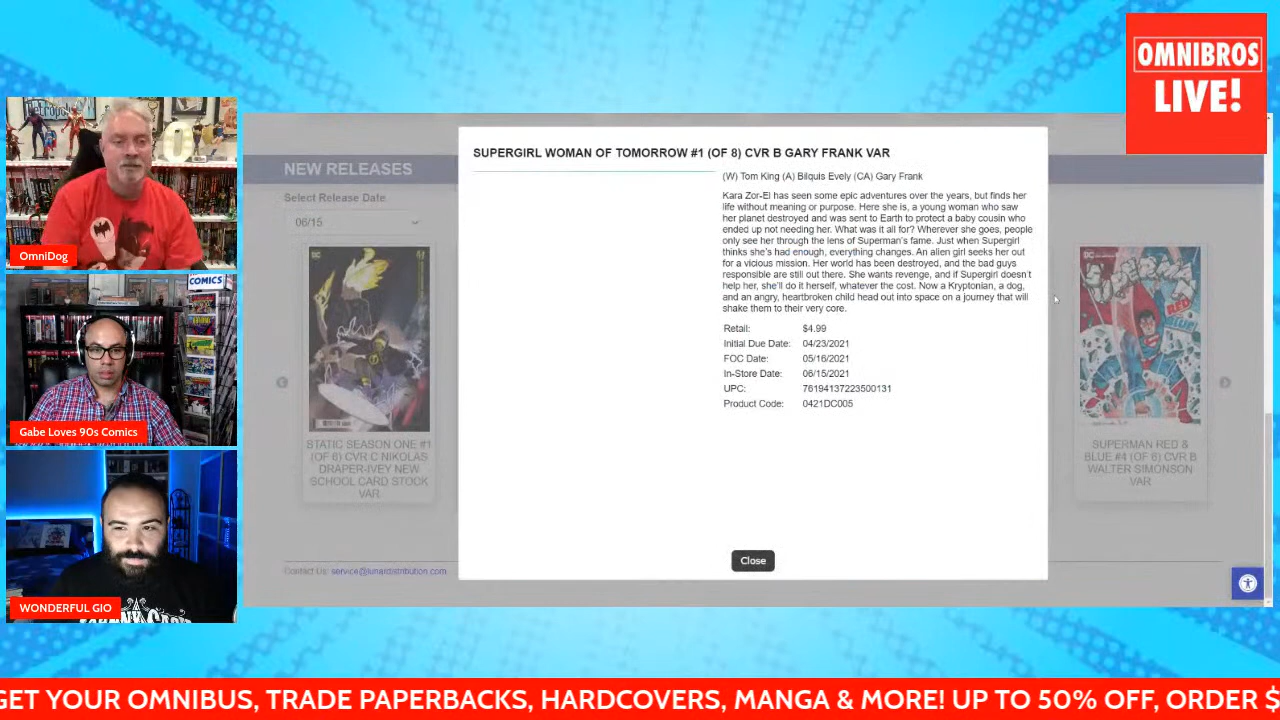 OMNIBROS
LIVE!
OmniDog
COMICS
Gabe Loves 90s Comics
WONDERFUL GIO
NEW RELEASES
Select Release Date
06/15
STATIC SEASON ONE #1
(OF 6) CVR C NIKOLAS
DRAPER-IVEY NEW
SCHOOL CARD STOCK
VAR
SUPERGIRL WOMAN OF TOMORROW #1 (OF 8) CVR B GARY FRANK VAR
(W) Tom King (A) Bilquis Evely (CA) Gary Frank
Kara Zor-El has seen some epic adventures over the years, but finds her
life without meaning or purpose. Here she is, a young woman who saw
her planet destroyed and was sent to Earth to protect a baby cousin who
ended up not needing her. What was it all for? Wherever she goes, people
only see her through the lens of Superman's fame. Just when Supergirl
thinks she's had enough, everything changes. An alien girl seeks her out
for a vicious mission. Her world has been destroyed, and the bad guys
responsible are still out there. She wants revenge, and if Supergirl doesn't
help her, she'll do it herself, whatever the cost. Now a Kryptonian, a dog,
and an angry, heartbroken child head out into space on a journey that will
shake them to their very core.
Retail: $4.99
Initial Due Date: 04/23/2021
FOC Date: 05/16/2021
In-Store Date: 06/15/2021
UPC: 76194137223500131
Product Code: 0421DC005
Close
SUPERMAN RED &
BLUE #4 (OF 6) CVR B
WALTER SIMONSON
VAR
Contact Us: service@lunardistribution.com
GET YOUR OMNIBUS, TRADE PAPERBACKS, HARDCOVERS, MANGA & MORE! UP TO 50% OFF, ORDER $